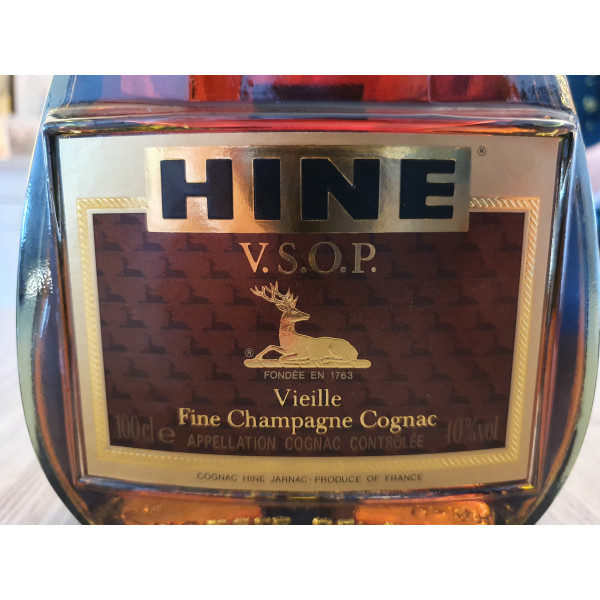 HINE ®
V.S.O.P.
®
FONDÉE EN 1763
Vieille
Fine Champagne Cognac
100cl e APPELLATION COGNAC CONTRÔLÉE 40%vol
COGNAC HINE JARNAC - PRODUCE OF FRANCE